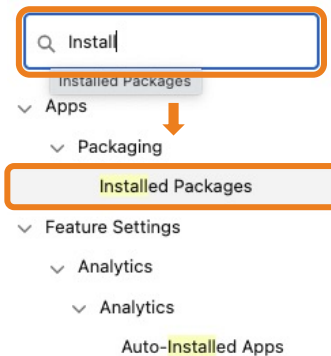 Install
Installed Packages
Apps
Packaging
Installed Packages
Feature Settings
Analytics
Analytics
Auto-Installed Apps